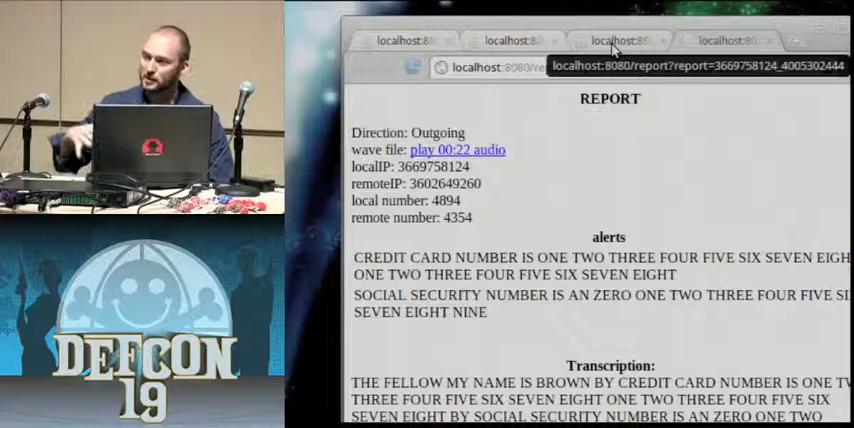 localhost:80
localhost:80
localhost:80
localhost:80
localhost:8080/re
localhost:8080/report?report=3669758124_4005302444
REPORT
Direction: Outgoing
wave file: play 00:22 audio
localIP: 3669758124
remoteIP: 3602649260
local number: 4894
remote number: 4354
alerts
CREDIT CARD NUMBER IS ONE TWO THREE FOUR FIVE SIX SEVEN EIGH
ONE TWO THREE FOUR FIVE SIX SEVEN EIGHT
SOCIAL SECURITY NUMBER IS AN ZERO ONE TWO THREE FOUR FIVE SI
SEVEN EIGHT NINE
Transcription:
THE FELLOW MY NAME IS BROWN BY CREDIT CARD NUMBER IS ONE TV
THREE FOUR FIVE SIX SEVEN EIGHT ONE TWO THREE FOUR FIVE SIX
SEVEN EIGHT BY SOCIAL SECURITY NUMBER IS AN ZERO ONE TWO
DEFCON
19